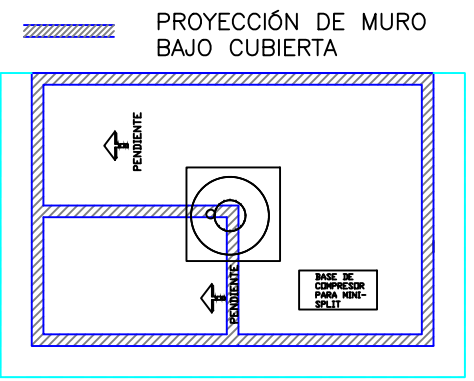 PROYECCIÓN DE MURO
BAJO CUBIERTA
PENDIENTE
PENDIENTE
BASE DE
COMPRESOR
PARA MINI-
SPLIT